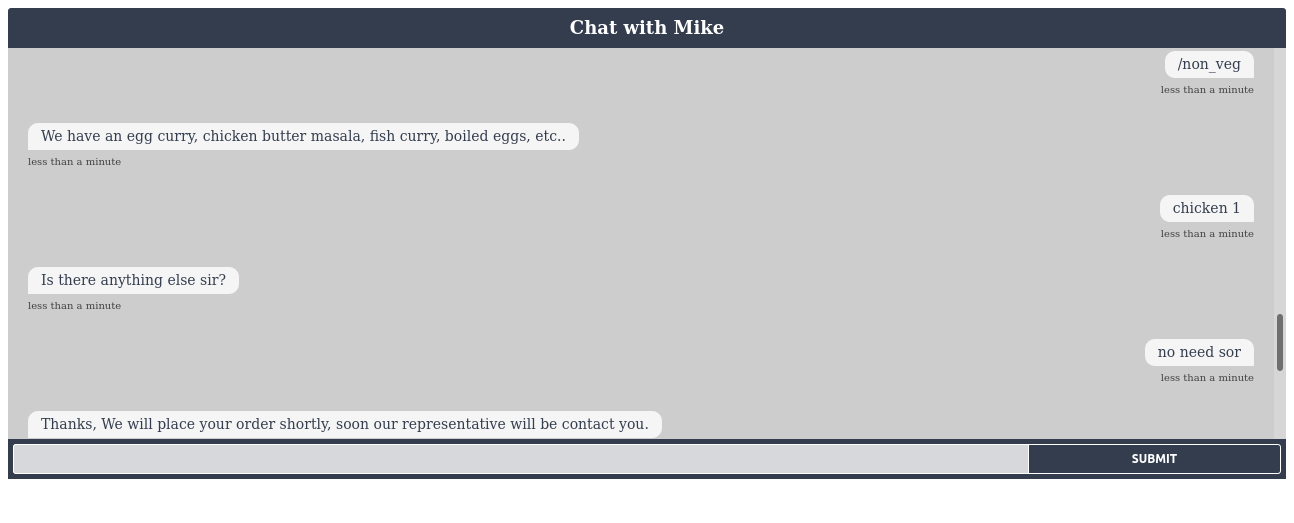 Chat with Mike
/non_veg
less than a minute
We have an egg curry, chicken butter masala, fish curry, boiled eggs, etc..
less than a minute
chicken 1
less than a minute
Is there anything else sir?
less than a minute
no need sor
less than a minute
Thanks, We will place your order shortly, soon our representative will be contact you.
SUBMIT